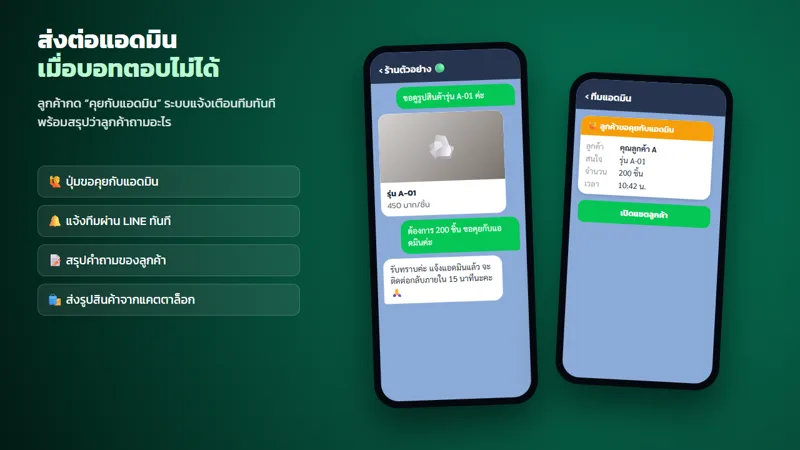 ส่งต่อแอดมิน
เมื่อบอทตอบไม่ได้
ลูกค้ากด “คุยกับแอดมิน” ระบบแจ้งเตือนทีมทันที
พร้อมสรุปว่าลูกค้าถามอะไร
ปุ่มขอคุยกับแอดมิน
แจ้งทีมผ่าน LINE ทันที
สรุปคำถามของลูกค้า
ส่งรูปสินค้าจากแคตตาล็อก
‹ ร้านตัวอย่าง
ขอดูรูปสินค้ารุ่น A-01 ค่ะ
รุ่น A-01
450 บาท/ชิ้น
ต้องการ 200 ชิ้น ขอคุยกับแอ
ดมินค่ะ
รับทราบค่ะ แจ้งแอดมินแล้ว จะ
ติดต่อกลับภายใน 15 นาทีนะคะ
‹ ทีมแอดมิน
ลูกค้าขอคุยกับแอดมิน
ลูกค้า คุณลูกค้า A
สนใจ รุ่น A-01
จำนวน 200 ชิ้น
เวลา 10:42 น.
เปิดแชตลูกค้า